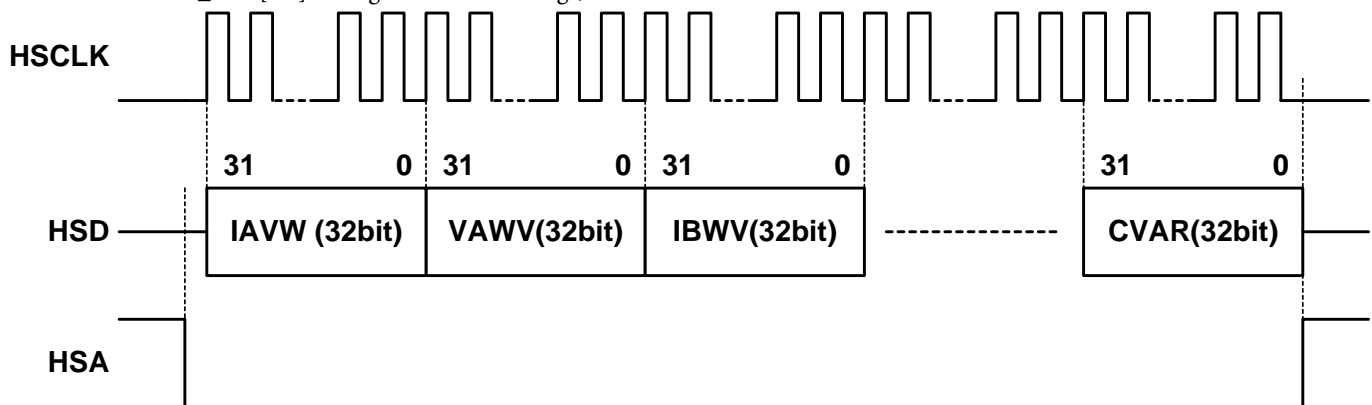 HSCLK
31 0 31 0 31 0 31 0
HSD IAVW (32bit) VAWV(32bit) IBWV(32bit) CVAR(32bit)
HSA